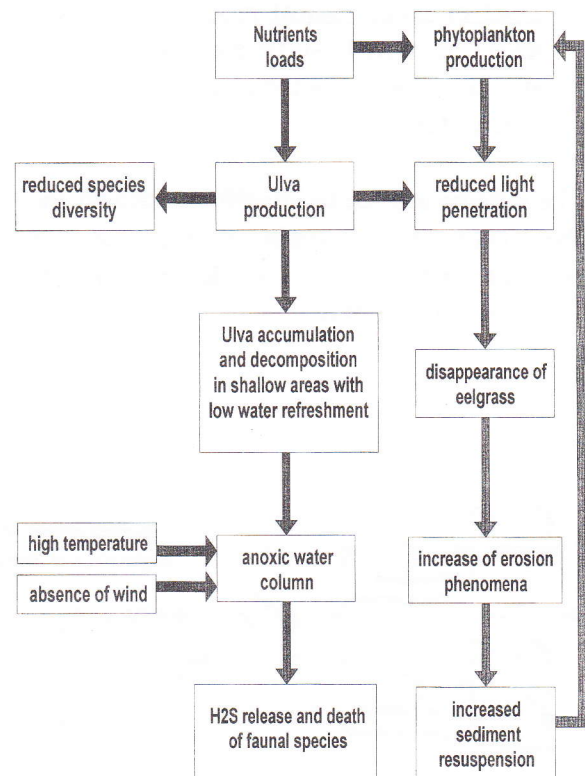 Nutrients
loads
phytoplankton
production
reduced species
diversity
Ulva
production
reduced light
penetration
Ulva accumulation
and decomposition
in shallow areas with
low water refreshment
disappearance of
eelgrass
high temperature
absence of wind
anoxic water
column
increase of erosion
phenomena
H2S release and death
of faunal species
increased
sediment
resuspension